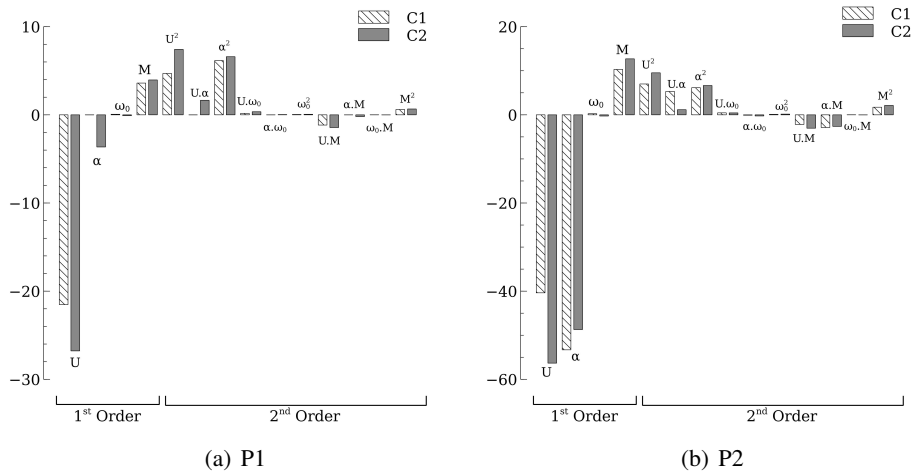 10
0
−10
−20
−30
C1
C2
U
α
ω₀
M
U²
U.α
α²
U.ω₀
α.ω₀
ω₀²
U.M
α.M
ω₀.M
M²
1st Order
2nd Order
(a) P1
20
0
−20
−40
−60
C1
C2
U
α
ω₀
M
U²
U.α
α²
U.ω₀
α.ω₀
ω₀²
U.M
α.M
ω₀.M
M²
1st Order
2nd Order
(b) P2